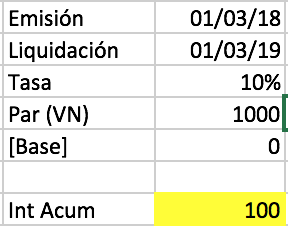 Emisión 01/03/18
Liquidación 01/03/19
Tasa 10%
Par (VN) 1000
[Base] 0
Int Acum 100